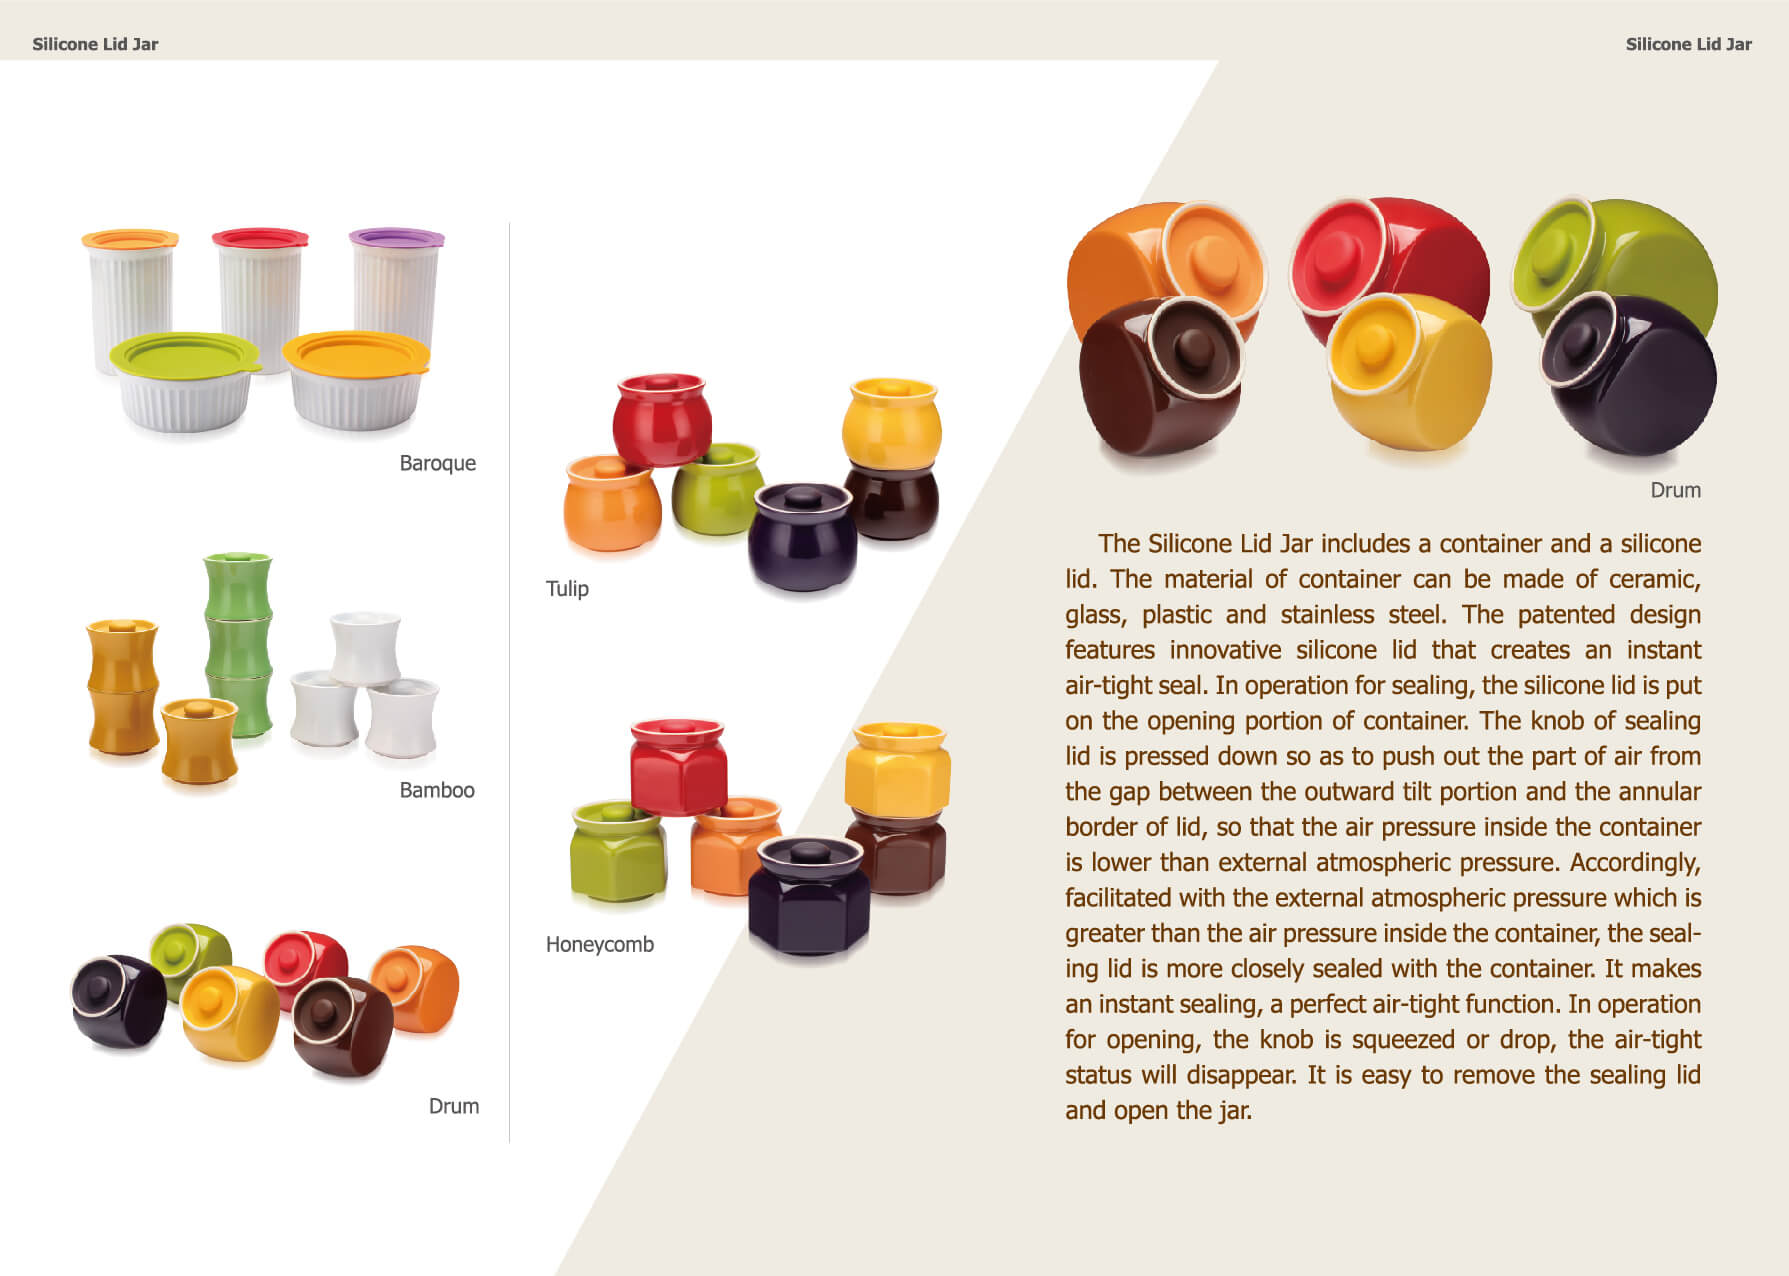 Silicone Lid Jar
Silicone Lid Jar
Baroque
Bamboo
Drum
Tulip
Honeycomb
Drum
The Silicone Lid Jar includes a container and a silicone
lid. The material of container can be made of ceramic,
glass, plastic and stainless steel. The patented design
features innovative silicone lid that creates an instant
air-tight seal. In operation for sealing, the silicone lid is put
on the opening portion of container. The knob of sealing
lid is pressed down so as to push out the part of air from
the gap between the outward tilt portion and the annular
border of lid, so that the air pressure inside the container
is lower than external atmospheric pressure. Accordingly,
facilitated with the external atmospheric pressure which is
greater than the air pressure inside the container, the seal-
ing lid is more closely sealed with the container. It makes
an instant sealing, a perfect air-tight function. In operation
for opening, the knob is squeezed or drop, the air-tight
status will disappear. It is easy to remove the sealing lid
and open the jar.